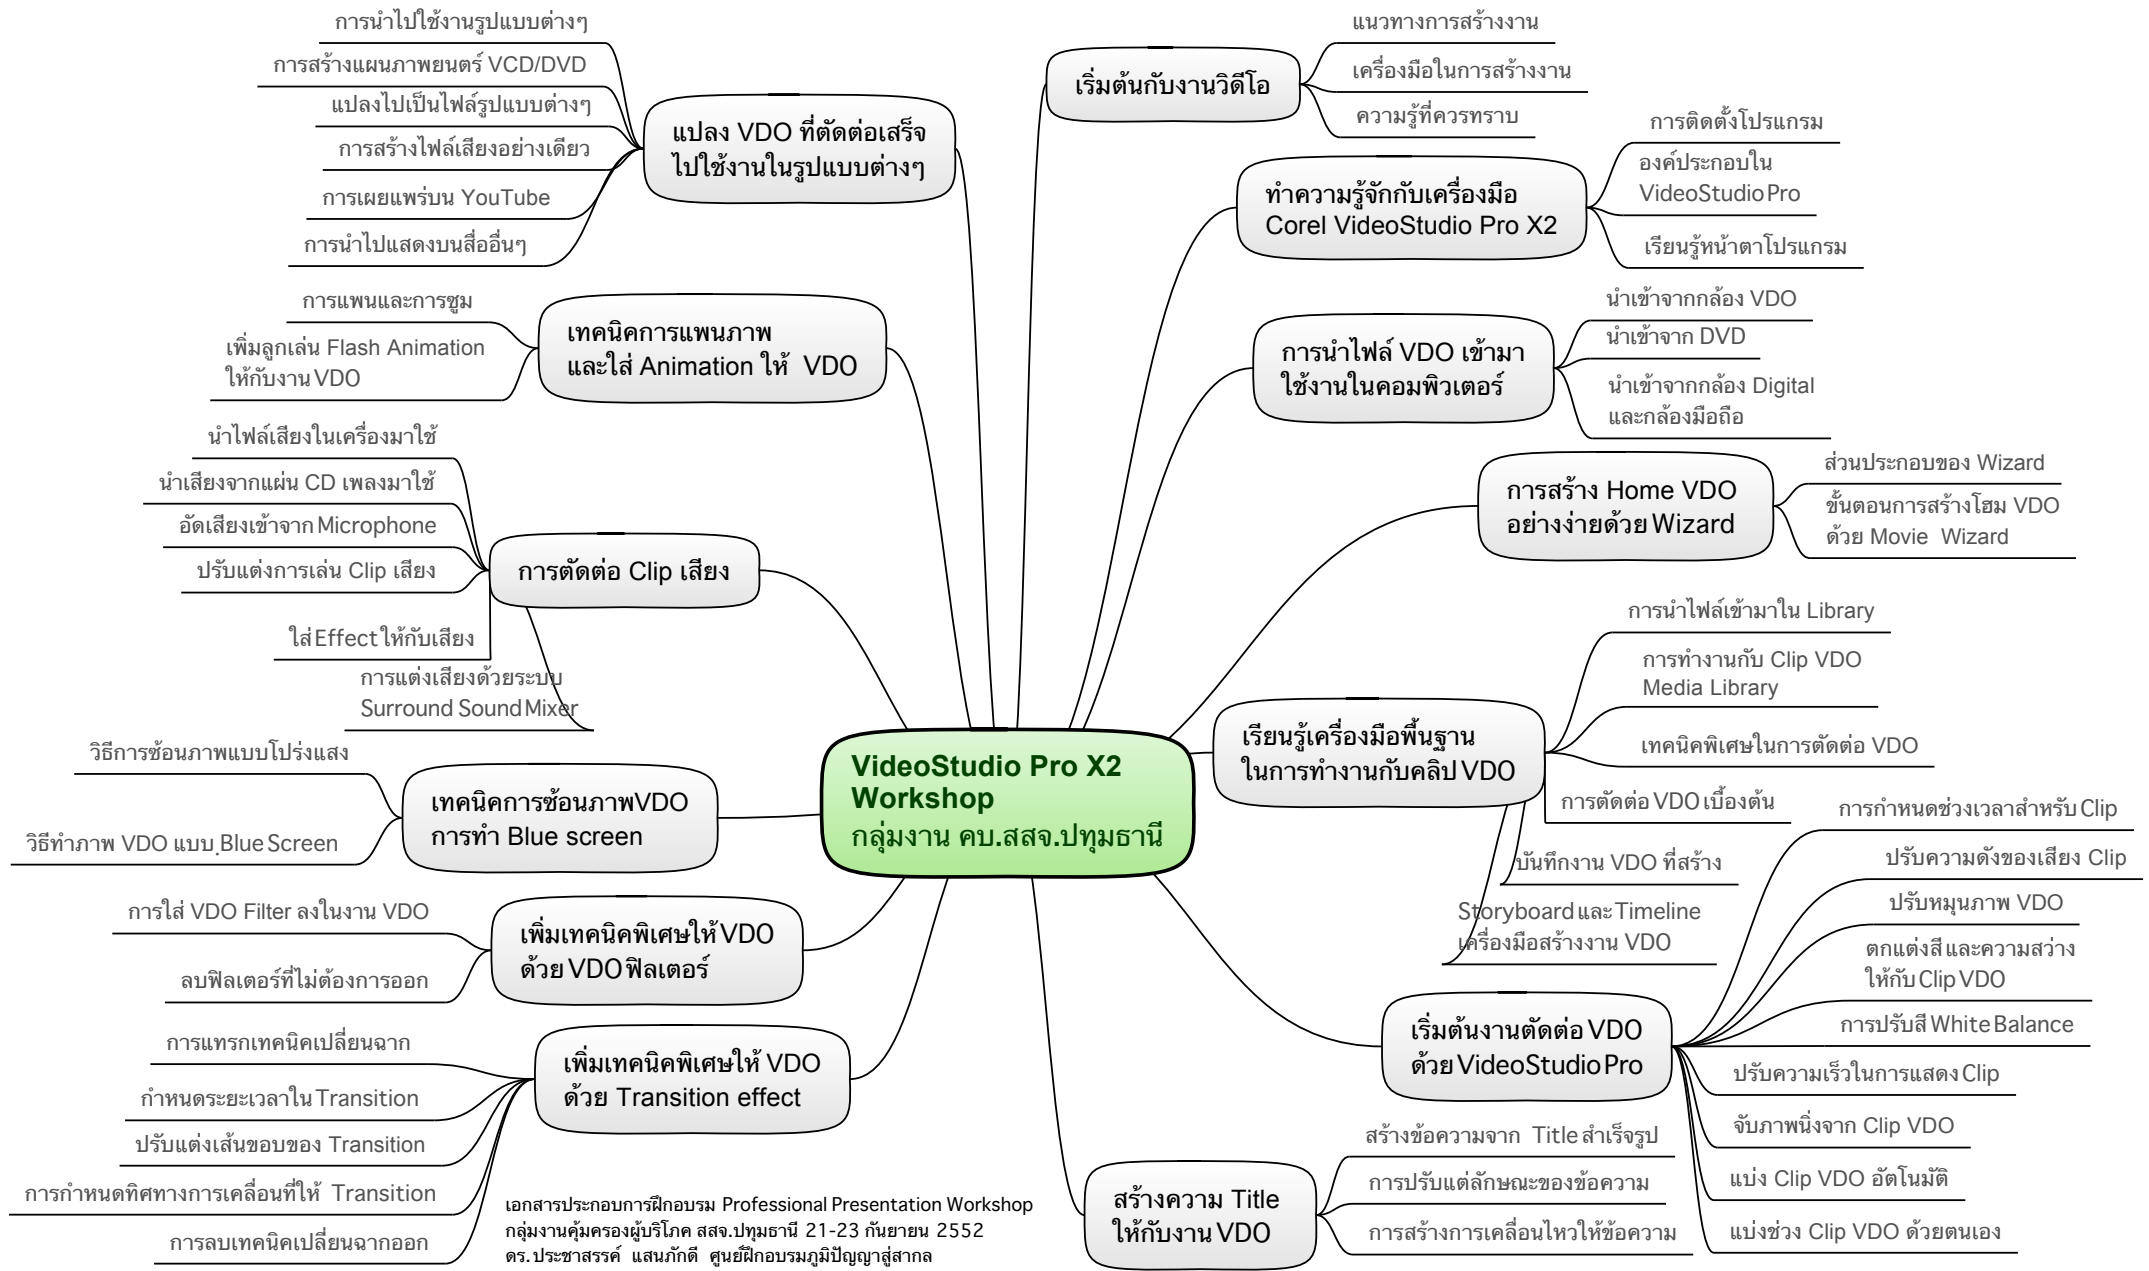 VideoStudio Pro X2
Workshop
กลุ่มงาน คบ.สสจ.ปทุมธานี
เริ่มต้นกับงานวิดีโอ
แนวทางการสร้างงาน
เครื่องมือในการสร้างงาน
ความรู้ที่ควรทราบ
ทำความรู้จักกับเครื่องมือ
Corel VideoStudio Pro X2
การติดตั้งโปรแกรม
องค์ประกอบใน
VideoStudio Pro
เรียนรู้หน้าตาโปรแกรม
การนำไฟล์ VDO เข้ามา
ใช้งานในคอมพิวเตอร์
นำเข้าจากกล้อง VDO
นำเข้าจาก DVD
นำเข้าจากกล้อง Digital
และกล้องมือถือ
การสร้าง Home VDO
อย่างง่ายด้วย Wizard
ส่วนประกอบของ Wizard
ขั้นตอนการสร้างโฮม VDO
ด้วย Movie Wizard
เรียนรู้เครื่องมือพื้นฐาน
ในการทำงานกับคลิป VDO
การนำไฟล์เข้ามาใน Library
การทำงานกับ Clip VDO
Media Library
เทคนิคพิเศษในการตัดต่อ VDO
การตัดต่อ VDO เบื้องต้น
บันทึกงาน VDO ที่สร้าง
Storyboard และ Timeline
เครื่องมือสร้างงาน VDO
เริ่มต้นงานตัดต่อ VDO
ด้วย VideoStudio Pro
การกำหนดช่วงเวลาสำหรับ Clip
ปรับความดังของเสียง Clip
ปรับหมุนภาพ VDO
ตกแต่งสี และความสว่าง
ให้กับ Clip VDO
การปรับสี White Balance
ปรับความเร็วในการแสดง Clip
จับภาพนิ่งจาก Clip VDO
แบ่ง Clip VDO อัตโนมัติ
แบ่งช่วง Clip VDO ด้วยตนเอง
สร้างความ Title
ให้กับงาน VDO
สร้างข้อความจาก Title สำเร็จรูป
การปรับแต่ลักษณะของข้อความ
การสร้างการเคลื่อนไหวให้ข้อความ
แปลง VDO ที่ตัดต่อเสร็จ
ไปใช้งานในรูปแบบต่างๆ
การนำไปใช้งานรูปแบบต่างๆ
การสร้างแผนภาพยนตร์ VCD/DVD
แปลงไปเป็นไฟล์รูปแบบต่างๆ
การสร้างไฟล์เสียงอย่างเดียว
การเผยแพร่บน YouTube
การนำไปแสดงบนสื่ออื่นๆ
เทคนิคการแพนภาพ
และใส่ Animation ให้ VDO
การแพนและการซูม
เพิ่มลูกเล่น Flash Animation
ให้กับงาน VDO
การตัดต่อ Clip เสียง
นำไฟล์เสียงในเครื่องมาใช้
นำเสียงจากแผ่น CD เพลงมาใช้
อัดเสียงเข้าจาก Microphone
ปรับแต่งการเล่น Clip เสียง
ใส่ Effect ให้กับเสียง
การแต่งเสียงด้วยระบบ
Surround Sound Mixer
เทคนิคการซ้อนภาพVDO
การทำ Blue screen
วิธีการซ้อนภาพแบบโปร่งแสง
วิธีทำภาพ VDO แบบ ฺBlue Screen
เพิ่มเทคนิคพิเศษให้ VDO
ด้วย VDO ฟิลเตอร์
การใส่ VDO Filter ลงในงาน VDO
ลบฟิลเตอร์ที่ไม่ต้องการออก
เพิ่มเทคนิคพิเศษให้ VDO
ด้วย Transition effect
การแทรกเทคนิคเปลี่ยนฉาก
กำหนดระยะเวลาใน Transition
ปรับแต่งเส้นขอบของ Transition
การกำหนดทิศทางการเคลื่อนที่ให้ Transition
การลบเทคนิคเปลี่ยนฉากออก
เอกสารประกอบการฝึกอบรม Professional Presentation Workshop
กลุ่มงานคุ้มครองผู้บริโภค สสจ.ปทุมธานี 21-23 กันยายน 2552
ดร.ประชาสรรค์ แสนภักดี ศูนย์ฝึกอบรมภูมิปัญญาสู่สากล